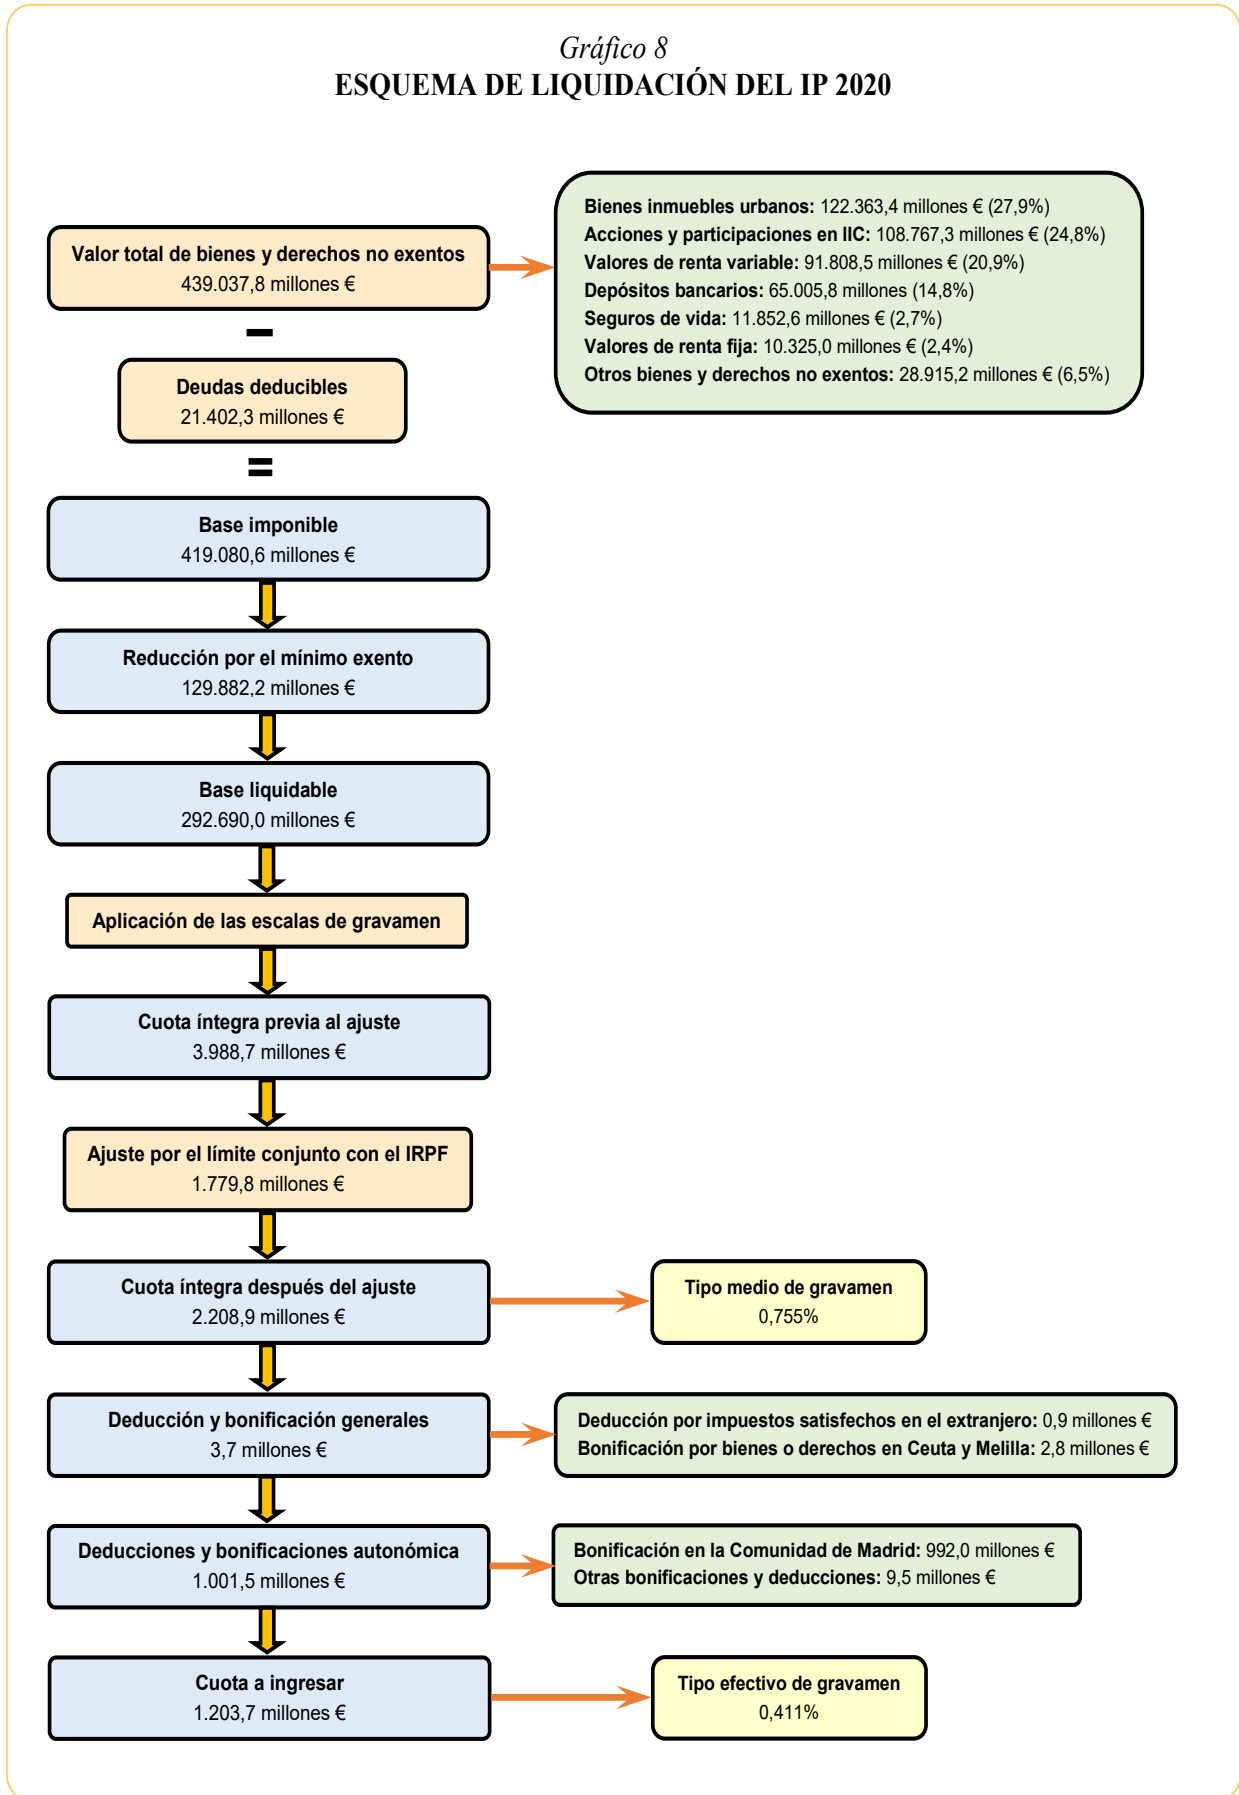 Gráfico 8
ESQUEMA DE LIQUIDACIÓN DEL IP 2020
Valor total de bienes y derechos no exentos
439.037,8 millones €
Bienes inmuebles urbanos: 122.363,4 millones € (27,9%)
Acciones y participaciones en IIC: 108.767,3 millones € (24,8%)
Valores de renta variable: 91.808,5 millones € (20,9%)
Depósitos bancarios: 65.005,8 millones (14,8%)
Seguros de vida: 11.852,6 millones € (2,7%)
Valores de renta fija: 10.325,0 millones € (2,4%)
Otros bienes y derechos no exentos: 28.915,2 millones € (6,5%)
–
Deudas deducibles
21.402,3 millones €
=
Base imponible
419.080,6 millones €
Reducción por el mínimo exento
129.882,2 millones €
Base liquidable
292.690,0 millones €
Aplicación de las escalas de gravamen
Cuota íntegra previa al ajuste
3.988,7 millones €
Ajuste por el límite conjunto con el IRPF
1.779,8 millones €
Cuota íntegra después del ajuste
2.208,9 millones €
Tipo medio de gravamen
0,755%
Deducción y bonificación generales
3,7 millones €
Deducción por impuestos satisfechos en el extranjero: 0,9 millones €
Bonificación por bienes o derechos en Ceuta y Melilla: 2,8 millones €
Deducciones y bonificaciones autonómica
1.001,5 millones €
Bonificación en la Comunidad de Madrid: 992,0 millones €
Otras bonificaciones y deducciones: 9,5 millones €
Cuota a ingresar
1.203,7 millones €
Tipo efectivo de gravamen
0,411%